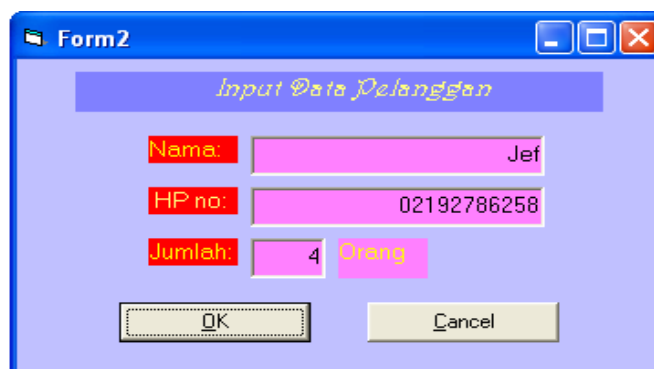 Form2
Input Data Pelanggan
Nama: Jef
HP no: 02192786258
Jumlah: 4 Orang
OK Cancel